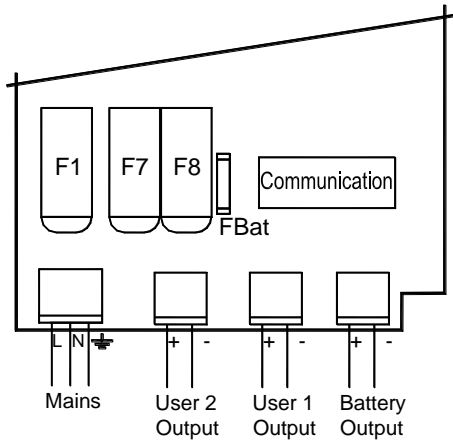 F1 F7 F8
Communication
FBat
L N + - + - + -
Mains User 2 User 1 Battery
Output Output Output